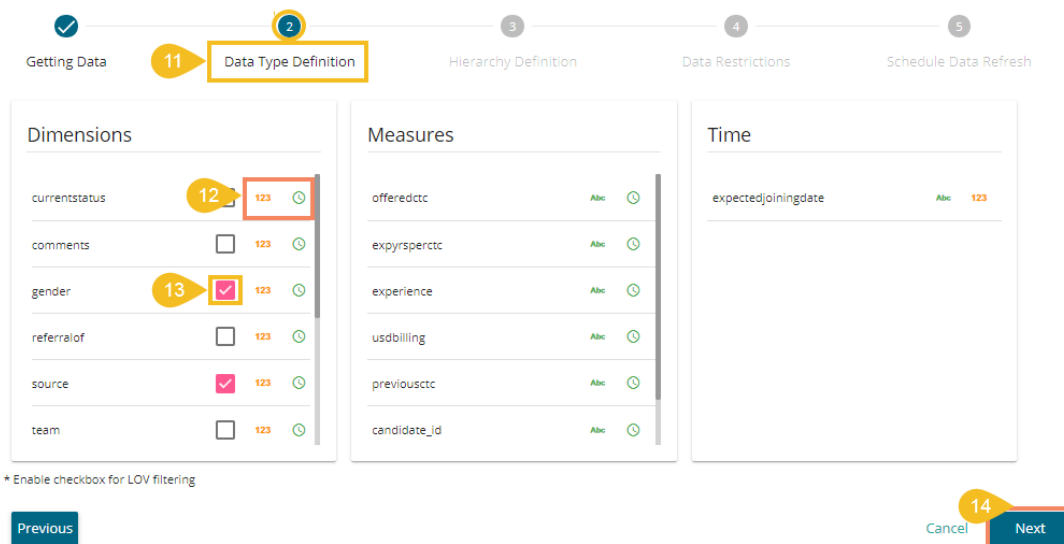 2 3 4 5
Getting Data 11 Data Type Definition Hierarchy Definition Data Restrictions Schedule Data Refresh
Dimensions Measures Time
currentstatus 12 123 offeredctc Abc expectedjoiningdate Abc 123
comments 123 expyrsperctc Abc
gender 13 123 experience Abc
referralof 123 usdbilling Abc
source 123 previousctc Abc
team 123 candidate_id Abc
* Enable checkbox for LOV filtering
14
Previous Cancel Next